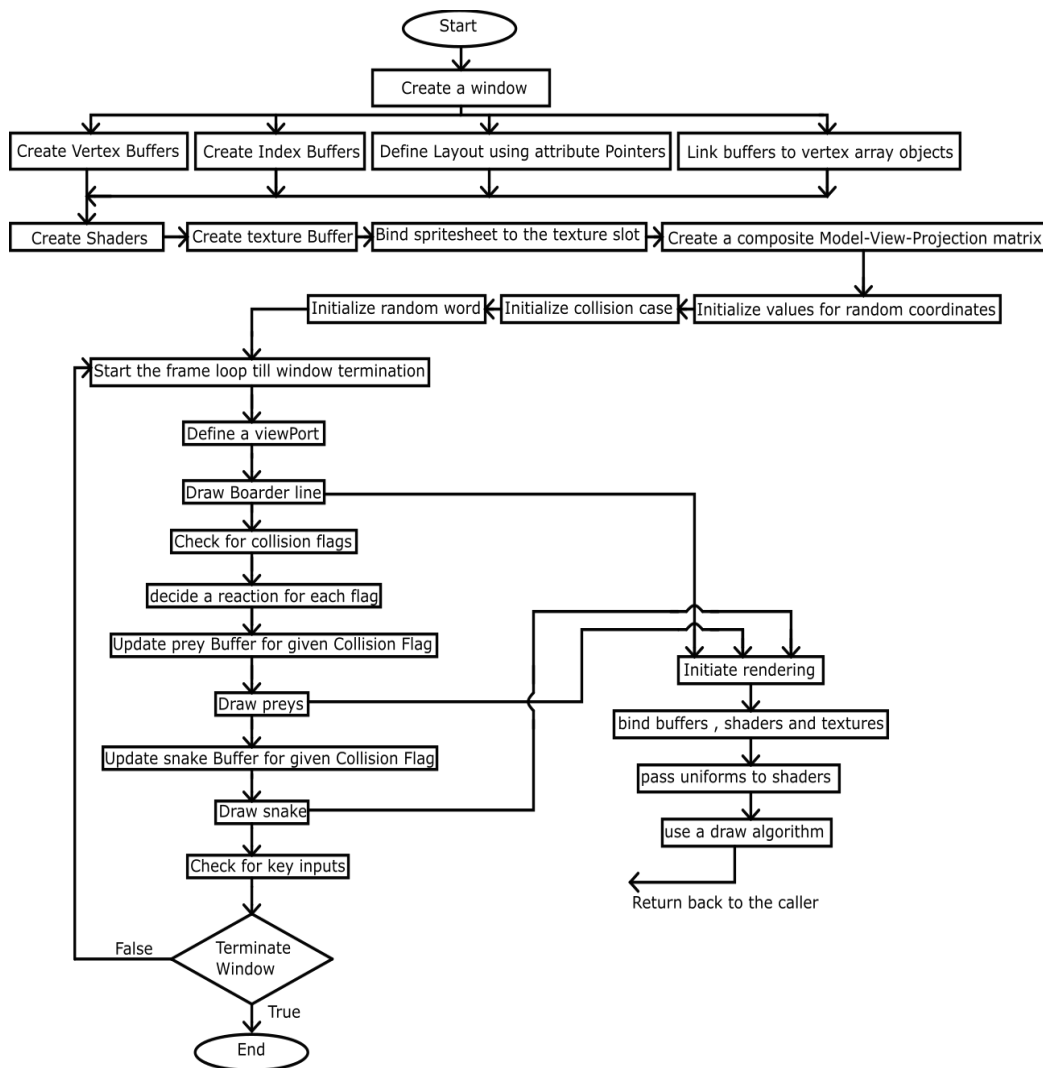 Start
Create a window
Create Vertex Buffers
Create Index Buffers
Define Layout using attribute Pointers
Link buffers to vertex array objects
Create Shaders
Create texture Buffer
Bind spritesheet to the texture slot
Create a composite Model-View-Projection matrix
Initialize random word
Initialize collision case
Initialize values for random coordinates
Start the frame loop till window termination
Define a viewPort
Draw Boarder line
Check for collision flags
decide a reaction for each flag
Update prey Buffer for given Collision Flag
Draw preys
Update snake Buffer for given Collision Flag
Draw snake
Check for key inputs
Terminate
Window
False
True
End
Initiate rendering
bind buffers , shaders and textures
pass uniforms to shaders
use a draw algorithm
Return back to the caller